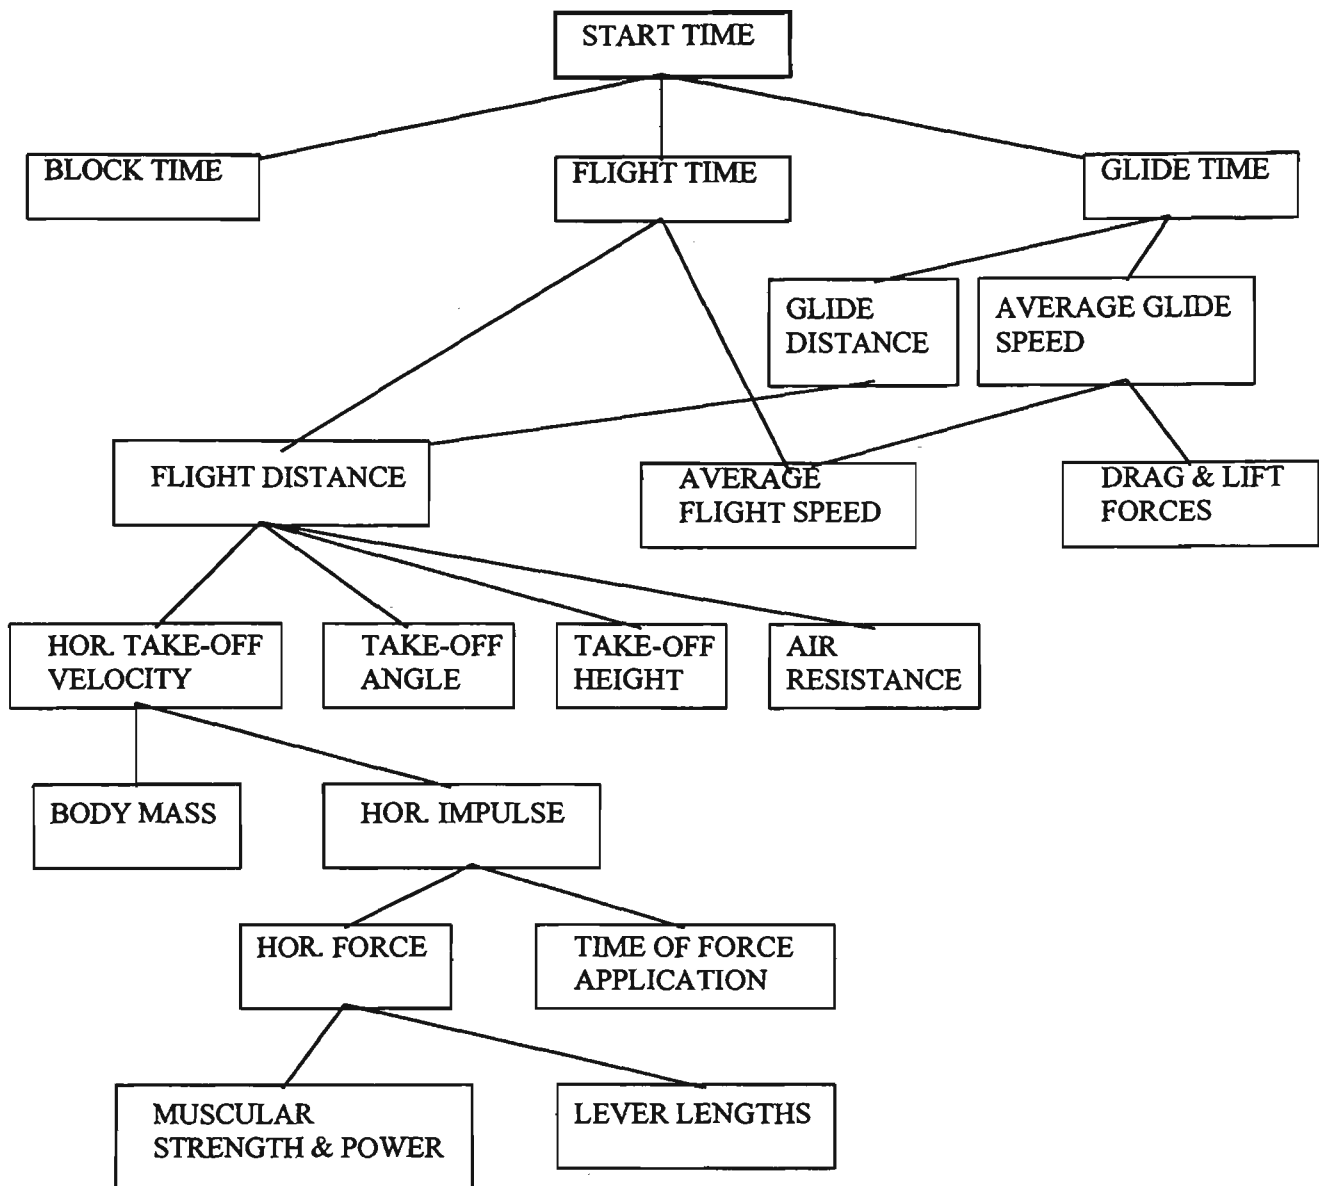 START TIME
BLOCK TIME
FLIGHT TIME
GLIDE TIME
GLIDE
DISTANCE
AVERAGE GLIDE
SPEED
FLIGHT DISTANCE
AVERAGE
FLIGHT SPEED
DRAG & LIFT
FORCES
HOR. TAKE-OFF
VELOCITY
TAKE-OFF
ANGLE
TAKE-OFF
HEIGHT
AIR
RESISTANCE
BODY MASS
HOR. IMPULSE
HOR. FORCE
TIME OF FORCE
APPLICATION
MUSCULAR
STRENGTH & POWER
LEVER LENGTHS